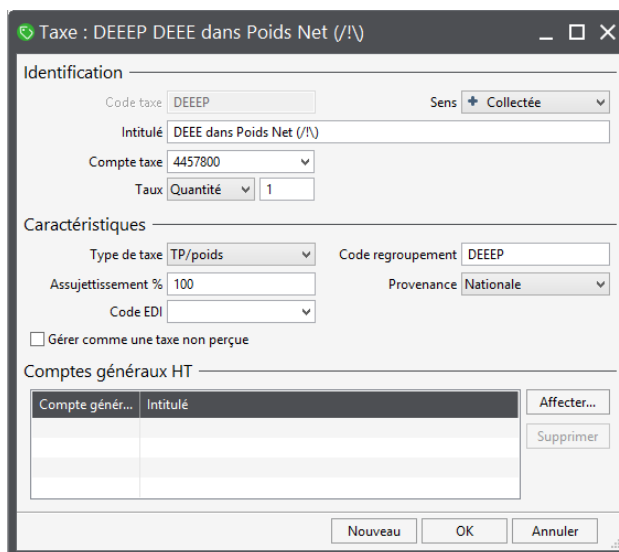 Taxe : DEEEP DEEE dans Poids Net (/!\)
Identification
Code taxe DEEEP Sens + Collectée
Intitulé DEEE dans Poids Net (/!\)
Compte taxe 4457800
Taux Quantité 1
Caractéristiques
Type de taxe TP/poids Code regroupement DEEEP
Assujettissement % 100 Provenance Nationale
Code EDI
Gérer comme une taxe non perçue
Comptes généraux HT
Compte génér... Intitulé Affecter...
Supprimer
Nouveau OK Annuler